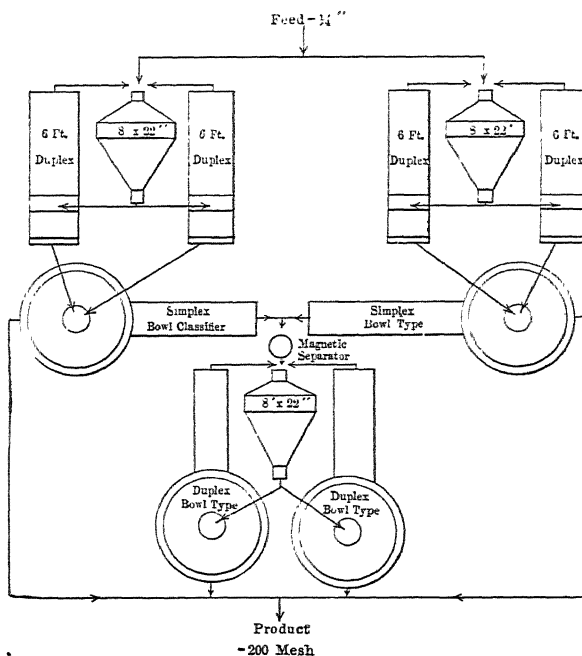 Feed-¼"
6 Ft.
Duplex
8 x 22"
6 Ft.
Duplex
6 Ft.
Duplex
8 x 22'
6 Ft.
Duplex
Simplex
Bowl Classifier
Simplex
Bowl Type
Magnetic
Separator
8' x 22"
Duplex
Bowl Type
Duplex
Bowl Type
Product
-200 Mesh